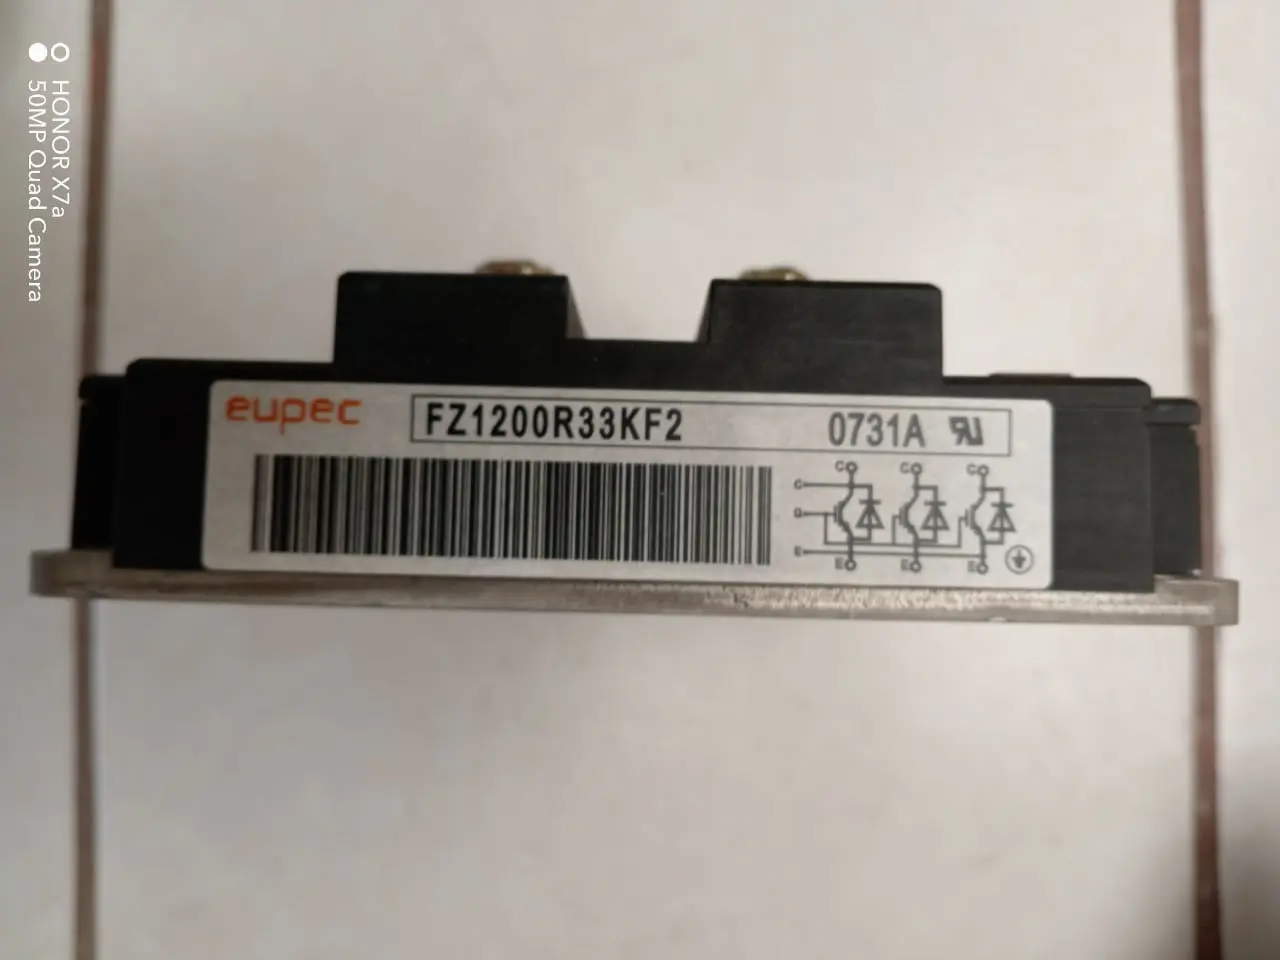 HONOR X7a
50MP Quad Camera
eupec FZ1200R33KF2 0731A
C C C
C
G
E
E E E